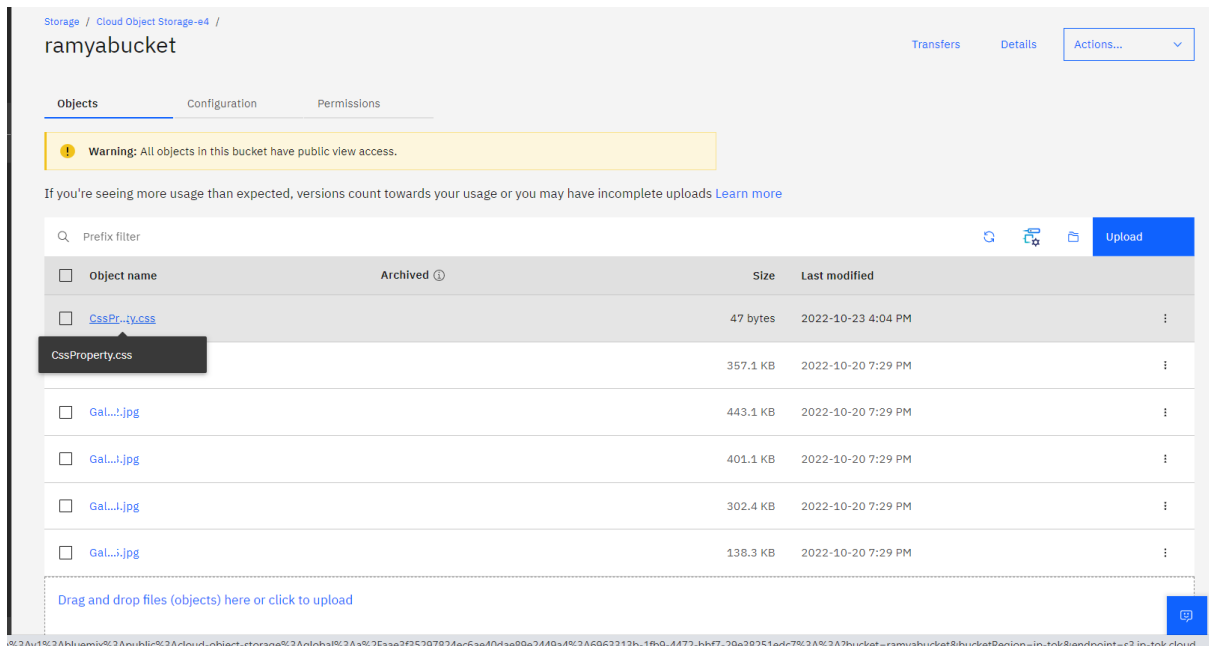 Storage / Cloud Object Storage-e4 /
ramyabucket
Transfers Details Actions...
Objects Configuration Permissions
! Warning: All objects in this bucket have public view access.
If you're seeing more usage than expected, versions count towards your usage or you may have incomplete uploads Learn more
Prefix filter Upload
Object name Archived Size Last modified
CssPr...ty.css 47 bytes 2022-10-23 4:04 PM
CssProperty.css
357.1 KB 2022-10-20 7:29 PM
Gal...jpg 443.1 KB 2022-10-20 7:29 PM
Gal...jpg 401.1 KB 2022-10-20 7:29 PM
Gal...jpg 302.4 KB 2022-10-20 7:29 PM
Gal...jpg 138.3 KB 2022-10-20 7:29 PM
Drag and drop files (objects) here or click to upload